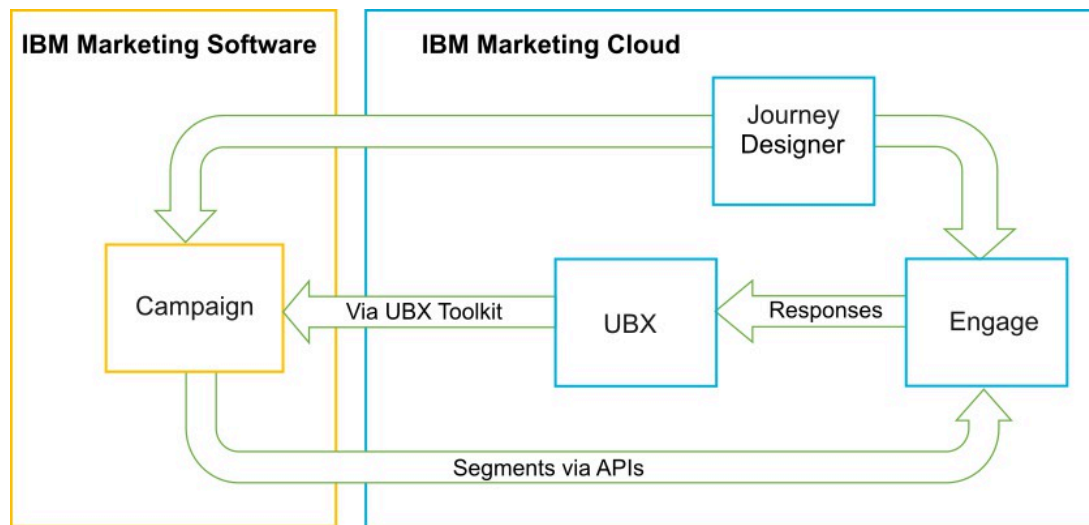 IBM Marketing Software
IBM Marketing Cloud
Journey
Designer
Campaign
Via UBX Toolkit
UBX
Responses
Engage
Segments via APIs